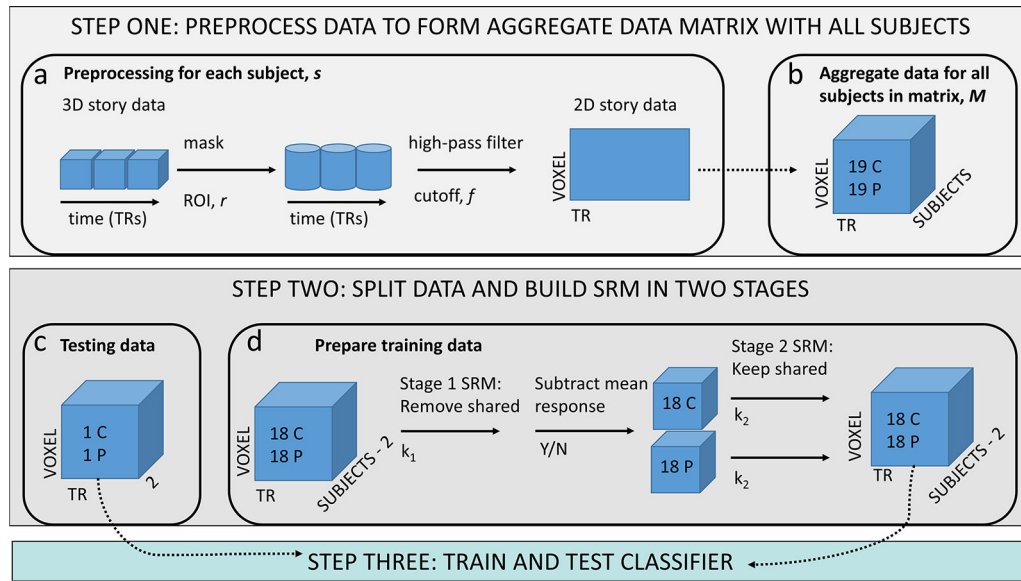 STEP ONE: PREPROCESS DATA TO FORM AGGREGATE DATA MATRIX WITH ALL SUBJECTS
a
Preprocessing for each subject, s
3D story data
time (TRs)
mask
ROI, r
time (TRs)
high-pass filter
cutoff, f
2D story data
VOXEL
TR
b
Aggregate data for all
subjects in matrix, M
19 C
19 P
VOXEL
TR
SUBJECTS
STEP TWO: SPLIT DATA AND BUILD SRM IN TWO STAGES
c
Testing data
VOXEL
1 C
1 P
TR
2
d
Prepare training data
VOXEL
18 C
18 P
TR
SUBJECTS - 2
Stage 1 SRM:
Remove shared
k₁
Subtract mean
response
Y/N
18 C
18 P
Stage 2 SRM:
Keep shared
k₂
k₂
VOXEL
18 C
18 P
TR
SUBJECTS - 2
STEP THREE: TRAIN AND TEST CLASSIFIER